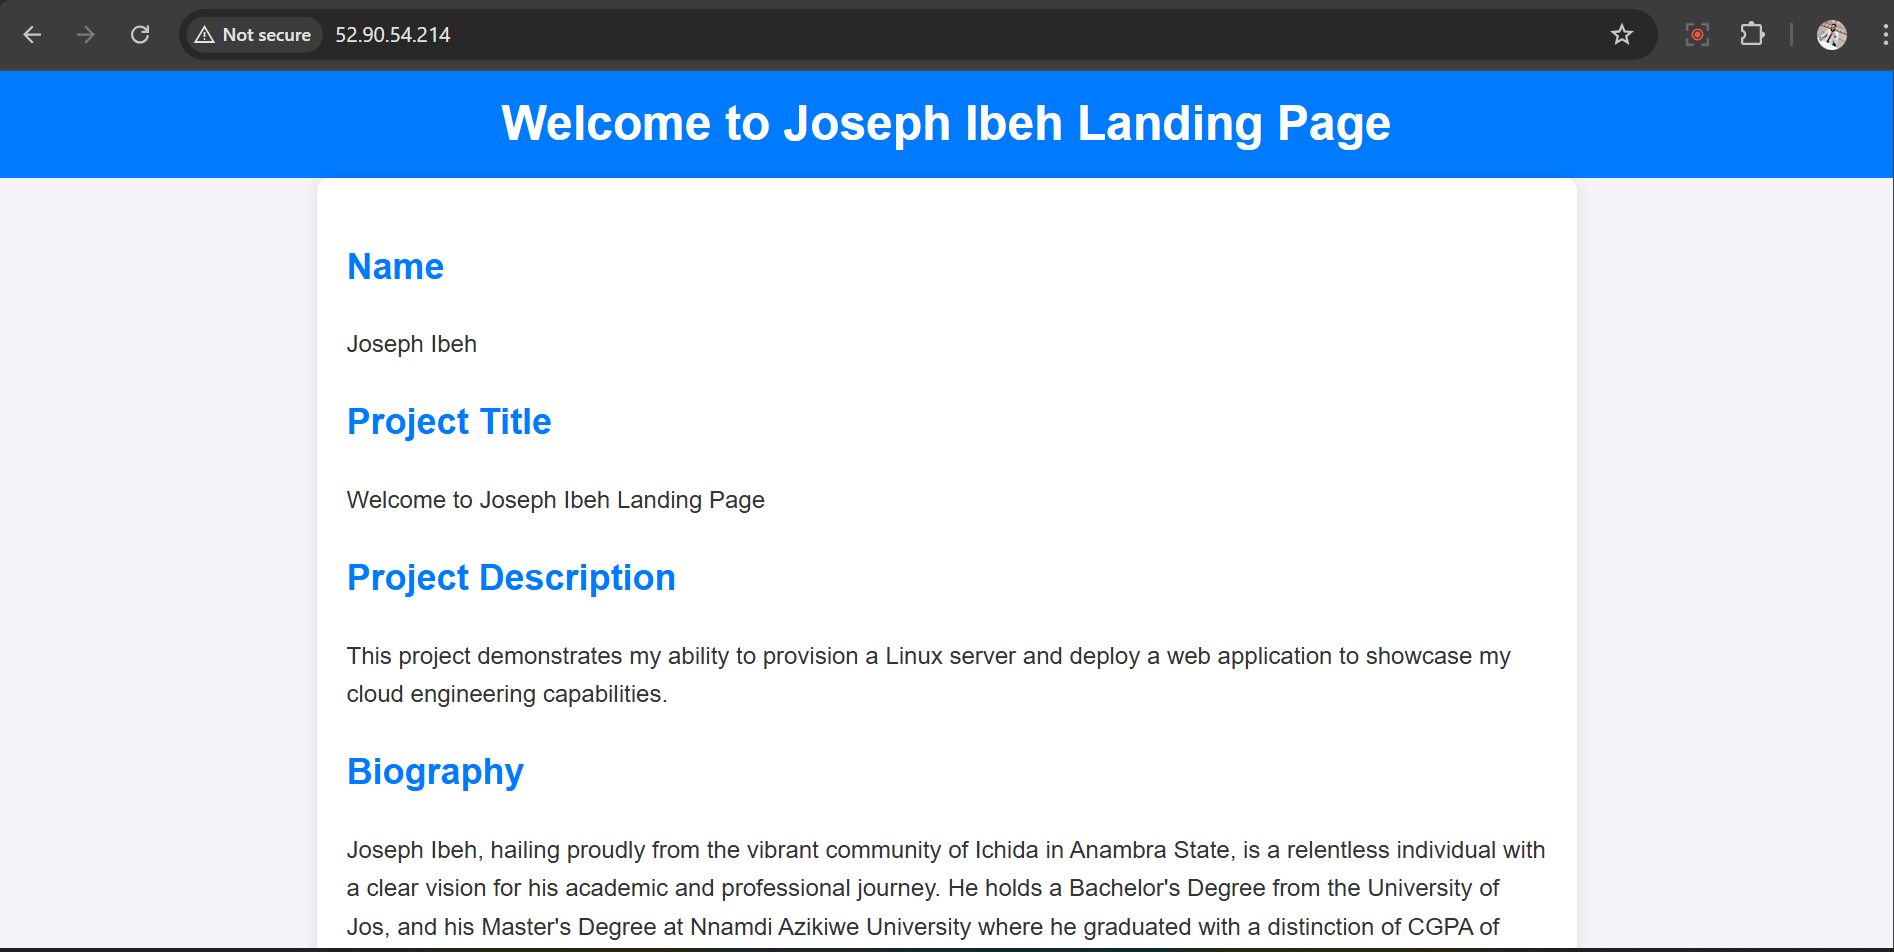 Not secure 52.90.54.214
Welcome to Joseph Ibeh Landing Page
Name
Joseph Ibeh
Project Title
Welcome to Joseph Ibeh Landing Page
Project Description
This project demonstrates my ability to provision a Linux server and deploy a web application to showcase my
cloud engineering capabilities.
Biography
Joseph Ibeh, hailing proudly from the vibrant community of Ichida in Anambra State, is a relentless individual with
a clear vision for his academic and professional journey. He holds a Bachelor's Degree from the University of
Jos, and his Master's Degree at Nnamdi Azikiwe University where he graduated with a distinction of CGPA of